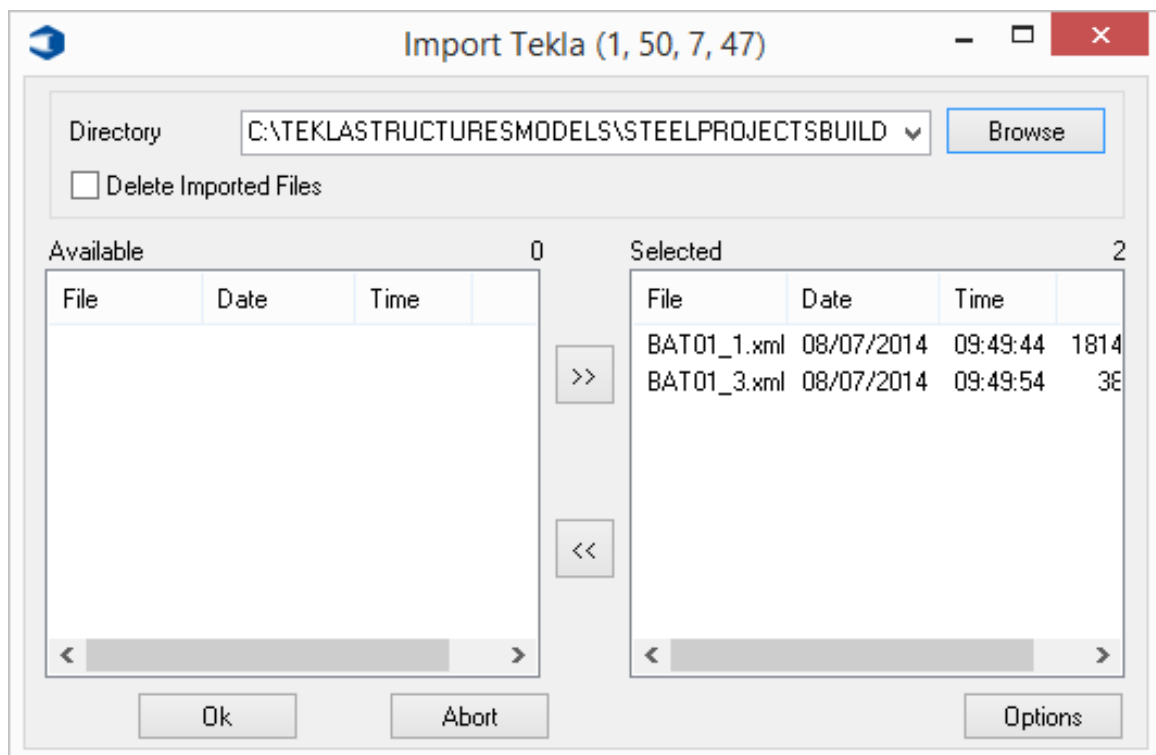 Import Tekla (1, 50, 7, 47)
Directory C:\TEKLASTRUCTURESMODELS\STEELPROJECTSBUILD Browse
Delete Imported Files
Available 0 Selected 2
File Date Time File Date Time
BAT01_1.xml 08/07/2014 09:49:44 1814
BAT01_3.xml 08/07/2014 09:49:54 38
>>
<<
Ok Abort Options